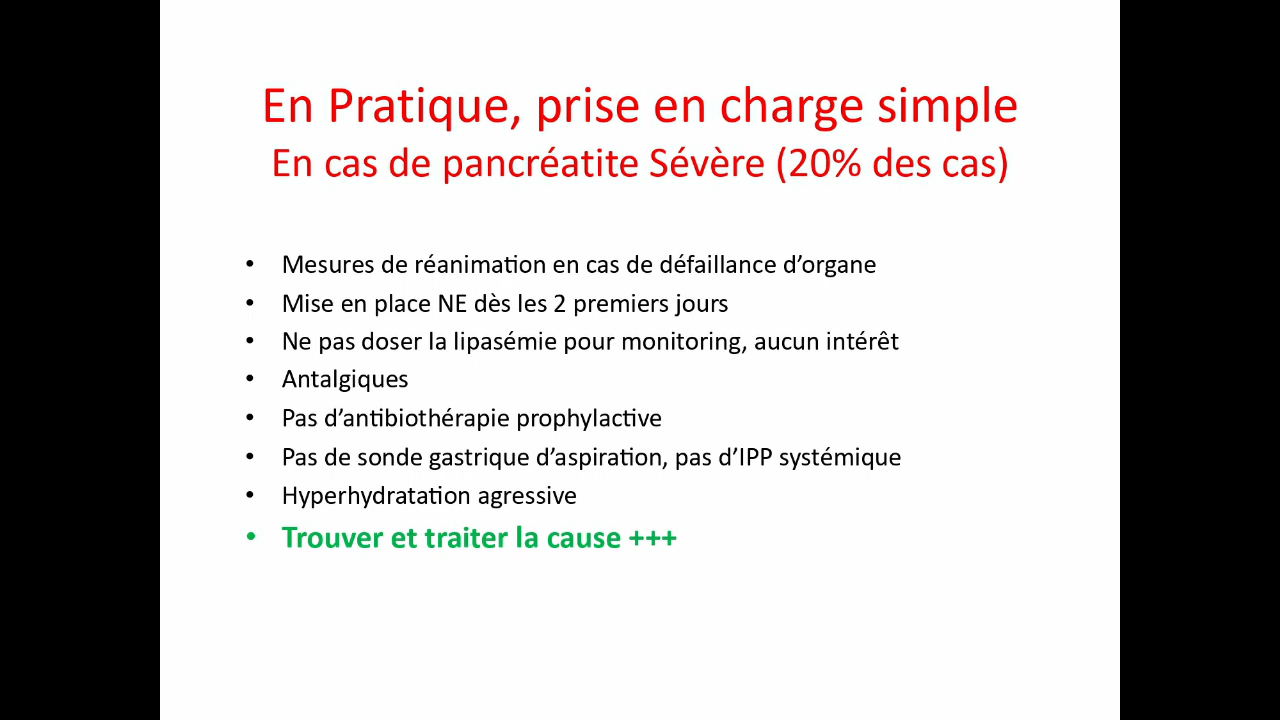 En Pratique, prise en charge simple
En cas de pancréatite Sévère (20% des cas)
• Mesures de réanimation en cas de défaillance d’organe
• Mise en place NE dès les 2 premiers jours
• Ne pas doser la lipasémie pour monitoring, aucun intérêt
• Antalgiques
• Pas d’antibiothérapie prophylactive
• Pas de sonde gastrique d’aspiration, pas d’IPP systémique
• Hyperhydratation agressive
• Trouver et traiter la cause +++